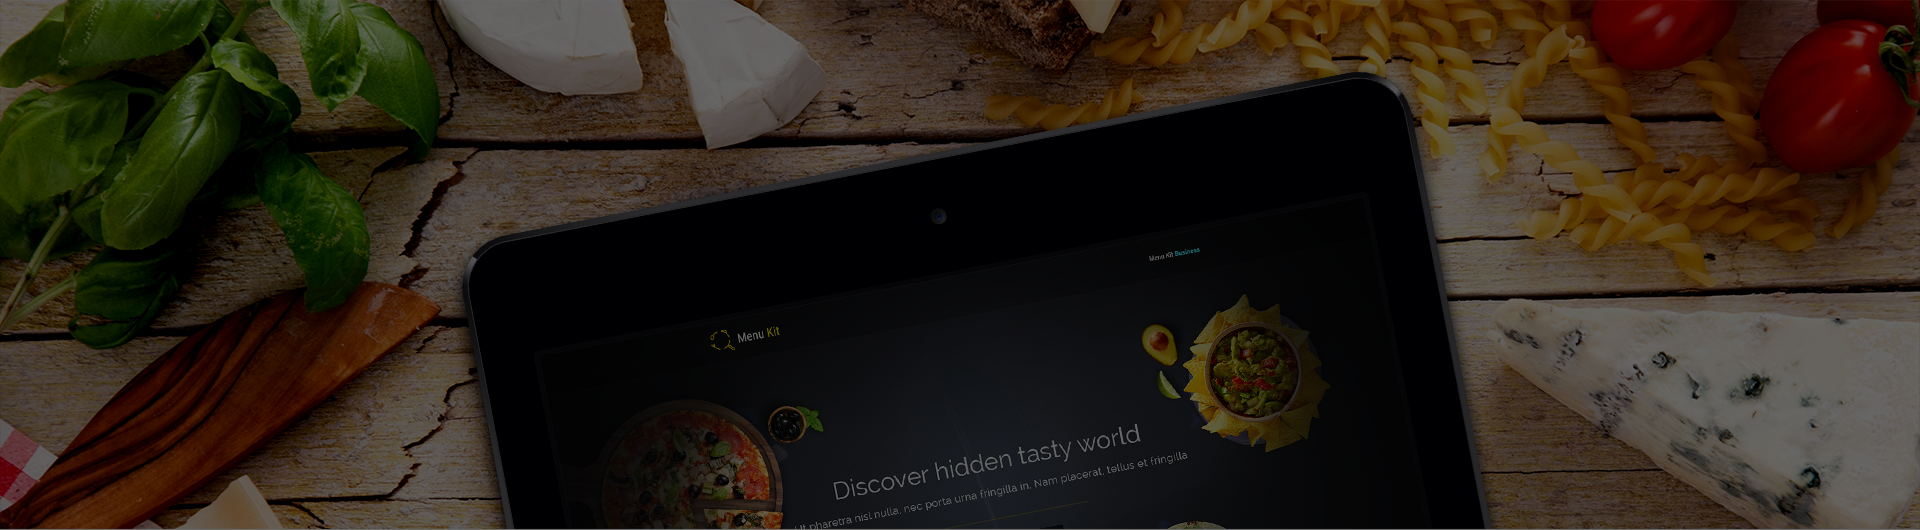 Menu Kit Business
Menu Kit
Discover hidden tasty world
Ut pharetra nisi nulla, nec porta urna fringilla in. Nam placerat, tellus et fringilla